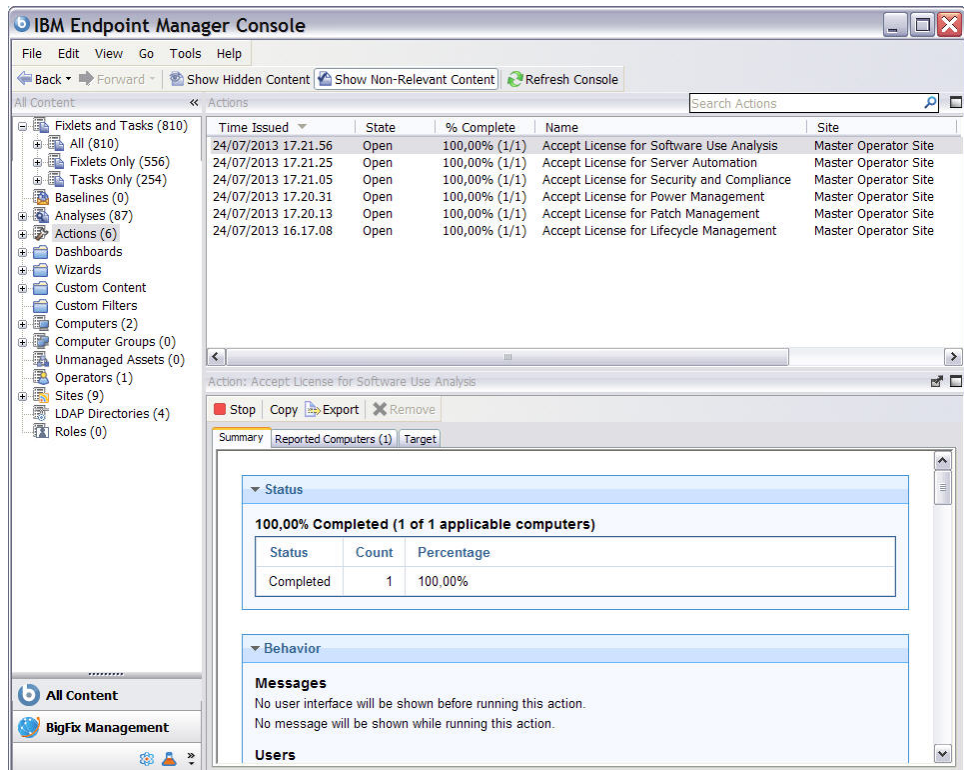 IBM Endpoint Manager Console
File Edit View Go Tools Help
Back Forward Show Hidden Content Show Non-Relevant Content Refresh Console
All Content « Actions Search Actions
Fixlets and Tasks (810)
All (810)
Fixlets Only (556)
Tasks Only (254)
Baselines (0)
Analyses (87)
Actions (6)
Dashboards
Wizards
Custom Content
Custom Filters
Computers (2)
Computer Groups (0)
Unmanaged Assets (0)
Operators (1)
Sites (9)
LDAP Directories (4)
Roles (0)
All Content
BigFix Management
Time Issued State % Complete Name Site
24/07/2013 17.21.56 Open 100,00% (1/1) Accept License for Software Use Analysis Master Operator Site
24/07/2013 17.21.25 Open 100,00% (1/1) Accept License for Server Automation Master Operator Site
24/07/2013 17.21.05 Open 100,00% (1/1) Accept License for Security and Compliance Master Operator Site
24/07/2013 17.20.31 Open 100,00% (1/1) Accept License for Power Management Master Operator Site
24/07/2013 17.20.13 Open 100,00% (1/1) Accept License for Patch Management Master Operator Site
24/07/2013 16.17.08 Open 100,00% (1/1) Accept License for Lifecycle Management Master Operator Site
Action: Accept License for Software Use Analysis
Stop Copy Export Remove
Summary Reported Computers (1) Target
Status
100,00% Completed (1 of 1 applicable computers)
Status Count Percentage
Completed 1 100,00%
Behavior
Messages
No user interface will be shown before running this action.
No message will be shown while running this action.
Users